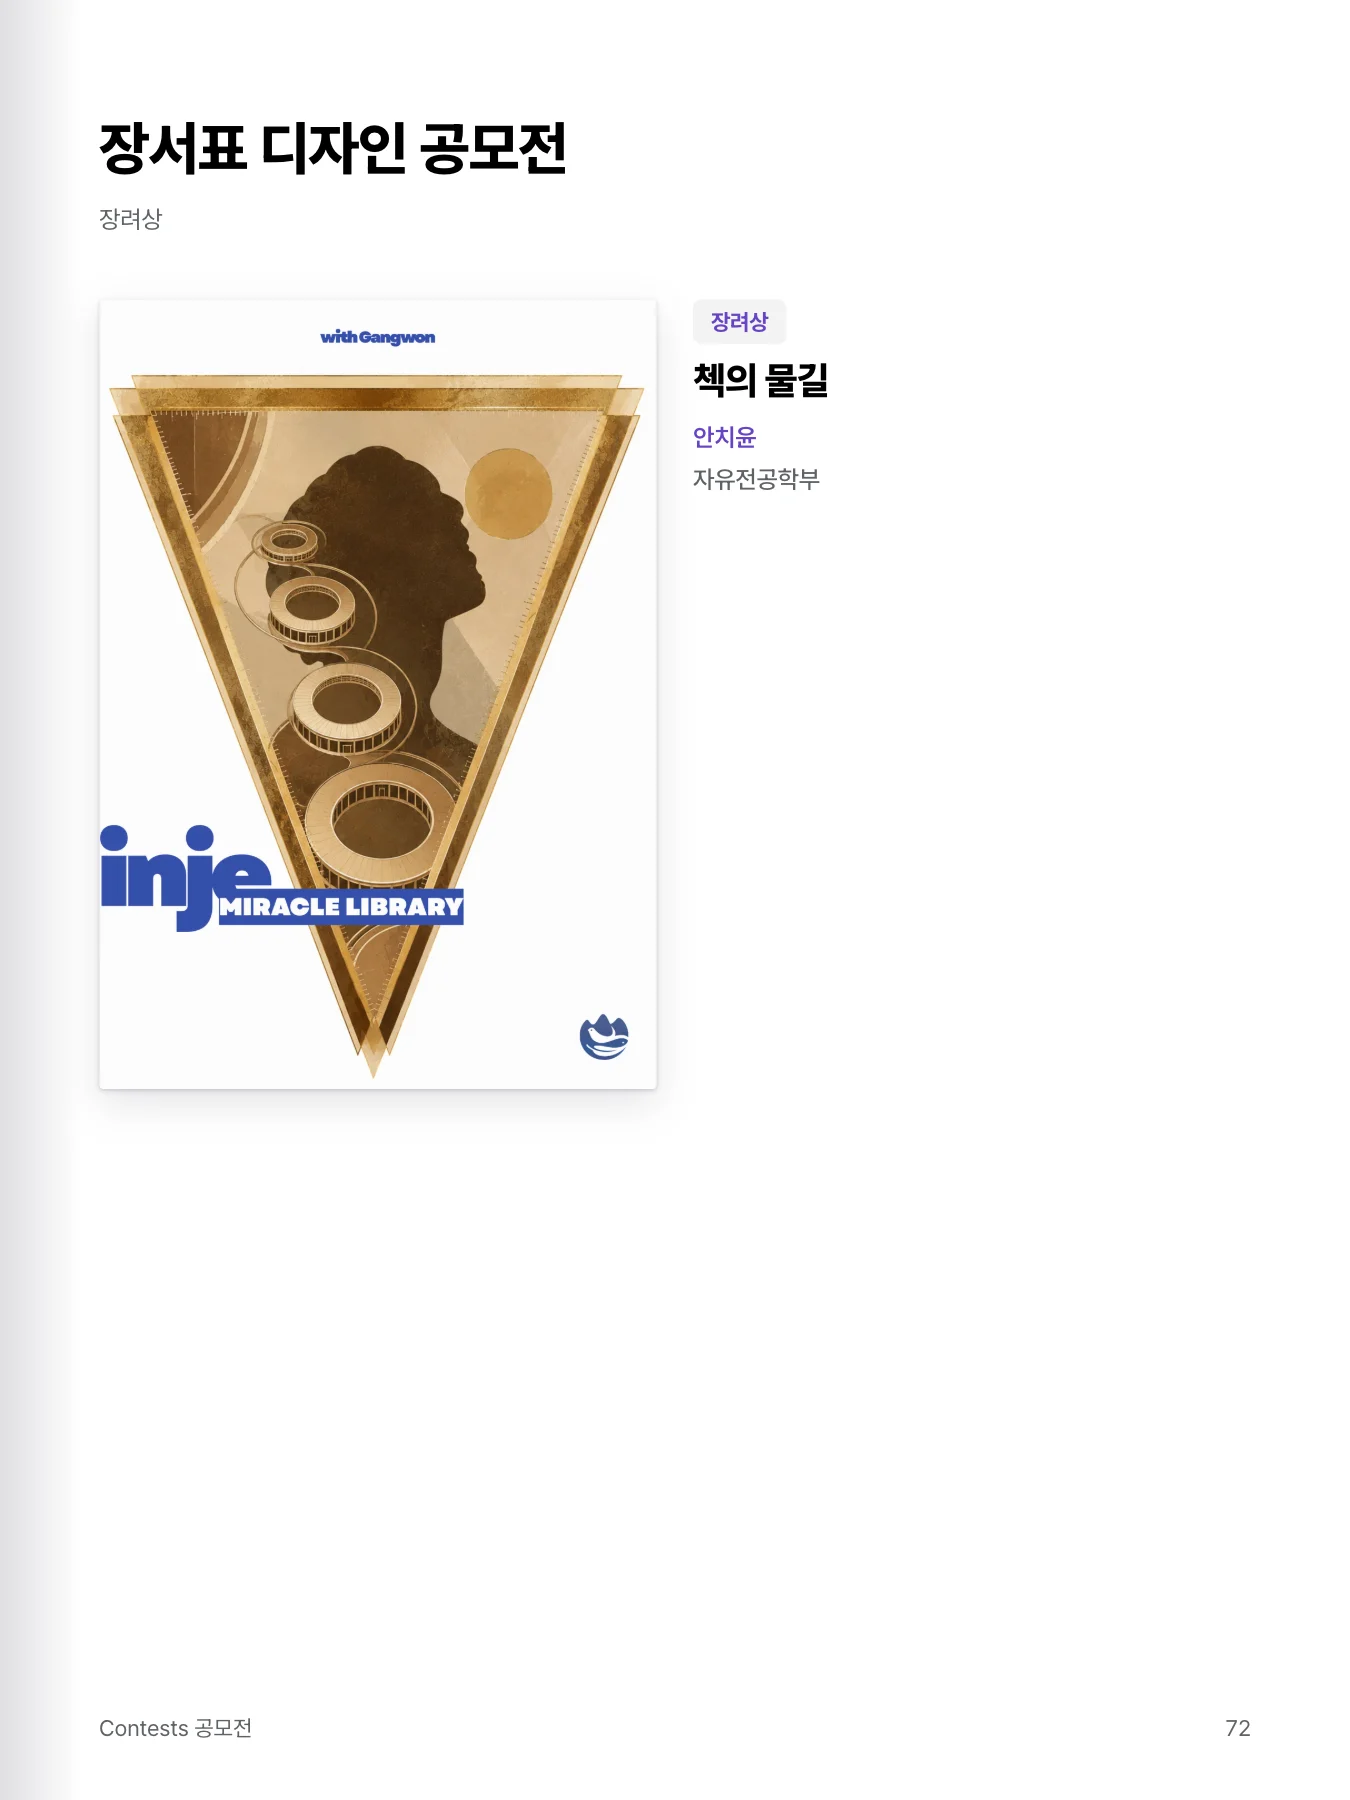 장서표 디자인 공모전
장려상
with Gangwon
inje
MIRACLE LIBRARY
장려상
첵의 물길
안치윤
자유전공학부
Contests 공모전
72